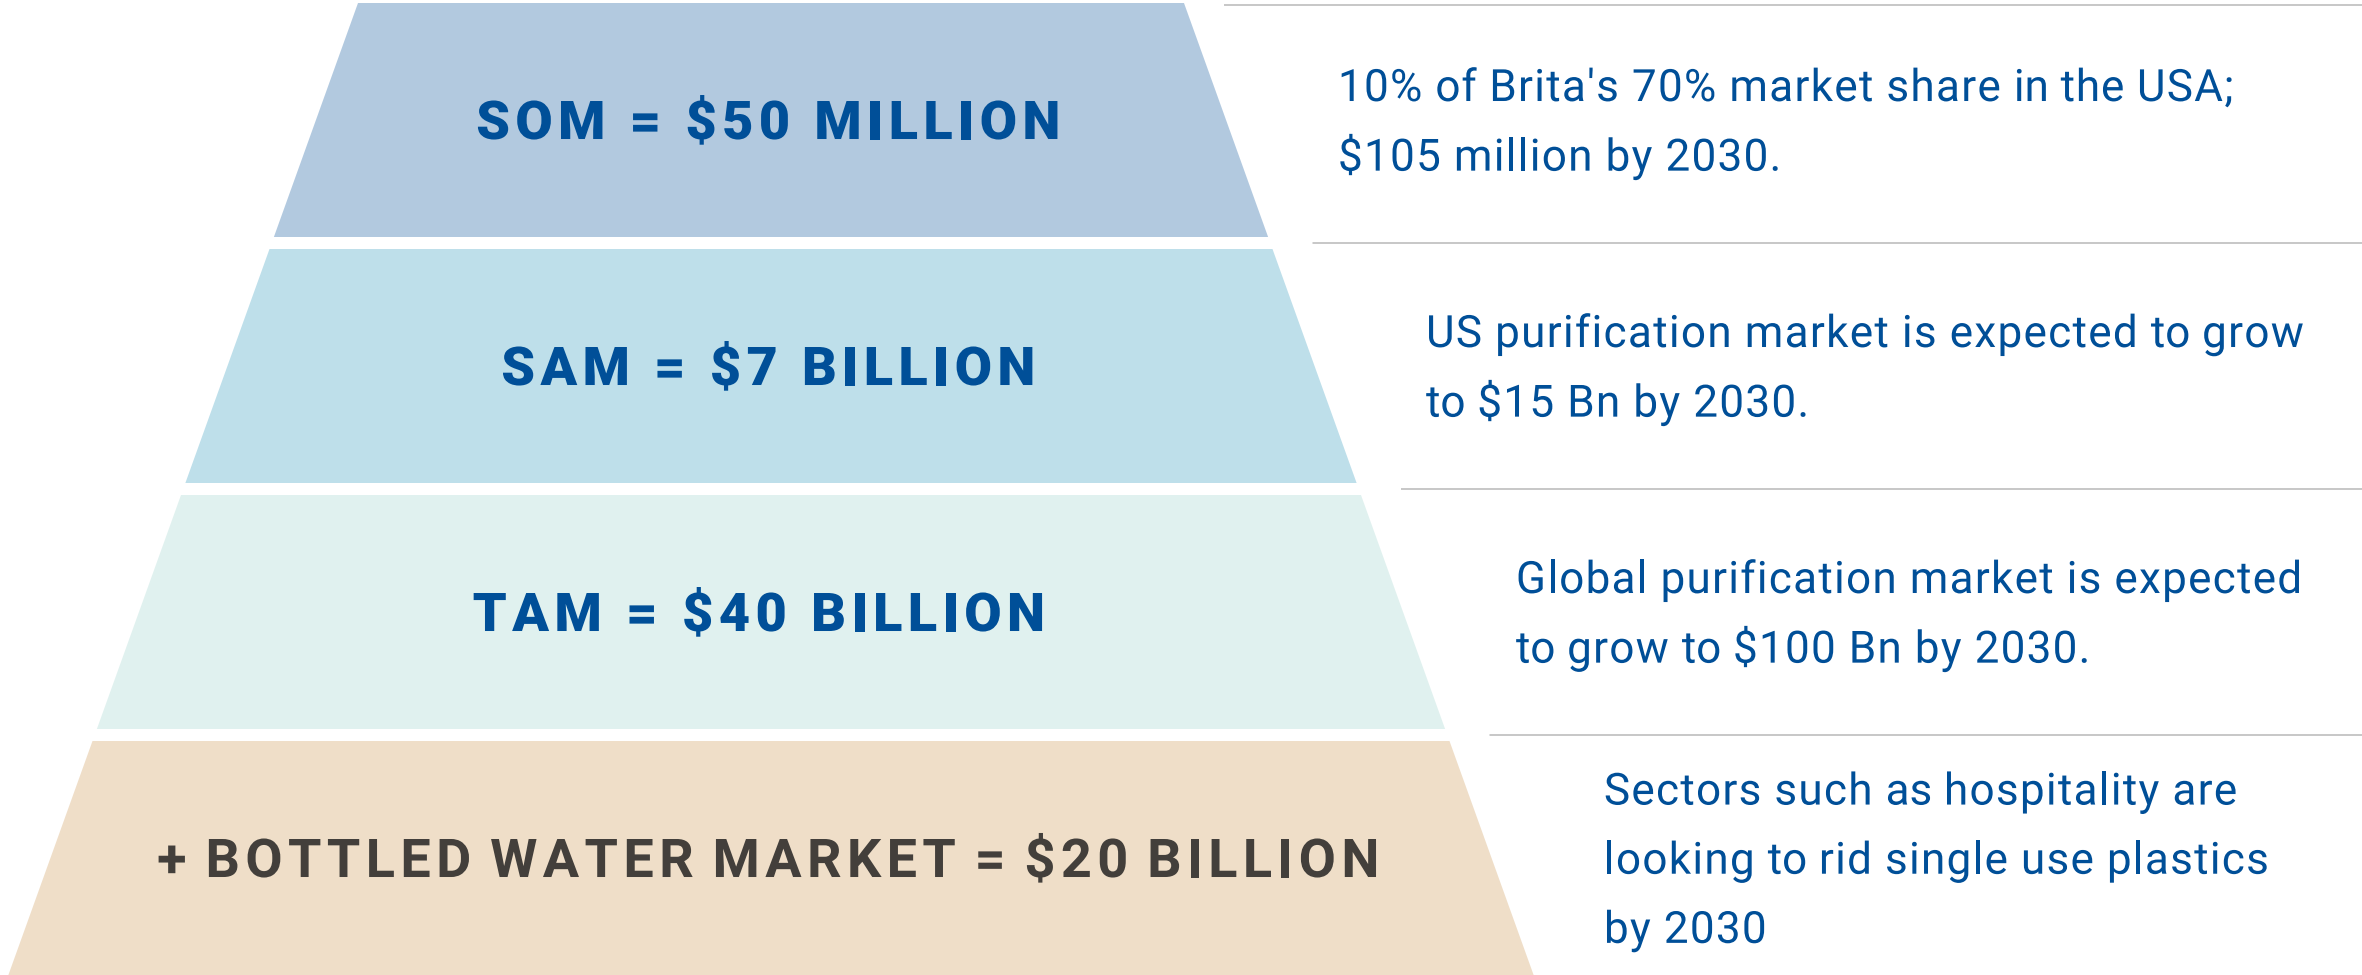 SOM = $50 MILLION
10% of Brita's 70% market share in the USA;
$105 million by 2030.
SAM = $7 BILLION
US purification market is expected to grow
to $15 Bn by 2030.
TAM = $40 BILLION
Global purification market is expected
to grow to $100 Bn by 2030.
+ BOTTLED WATER MARKET = $20 BILLION
Sectors such as hospitality are
looking to rid single use plastics
by 2030